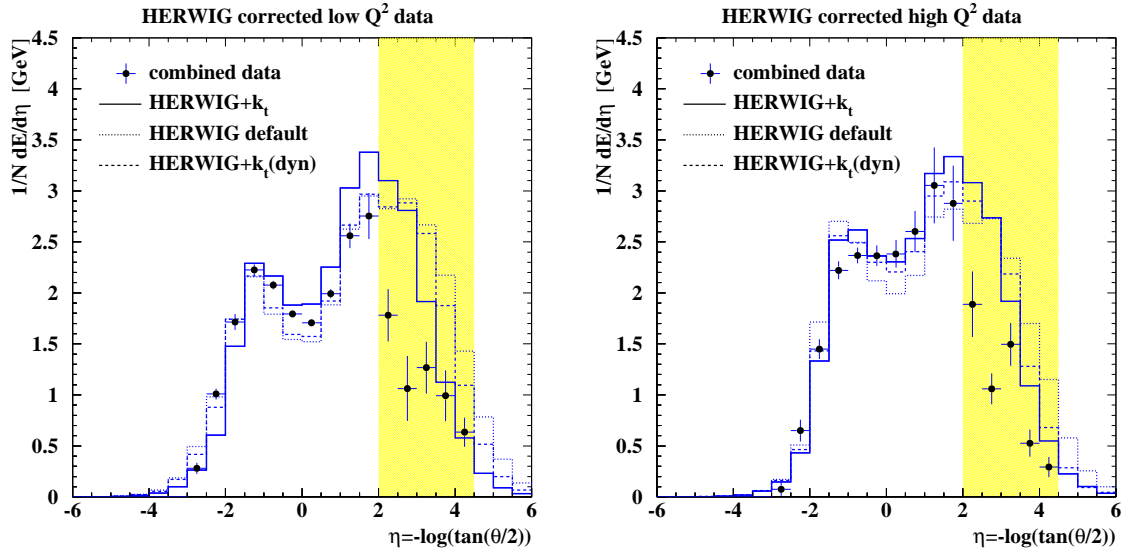 HERWIG corrected low Q² data
1/N dE/dη [GeV]
4.5
4
3.5
3
2.5
2
1.5
1
0.5
0
combined data
HERWIG+kₜ
HERWIG default
HERWIG+kₜ(dyn)
-6 -4 -2 0 2 4 6
η=-log(tan(θ/2))
HERWIG corrected high Q² data
1/N dE/dη [GeV]
4.5
4
3.5
3
2.5
2
1.5
1
0.5
0
combined data
HERWIG+kₜ
HERWIG default
HERWIG+kₜ(dyn)
-6 -4 -2 0 2 4 6
η=-log(tan(θ/2))